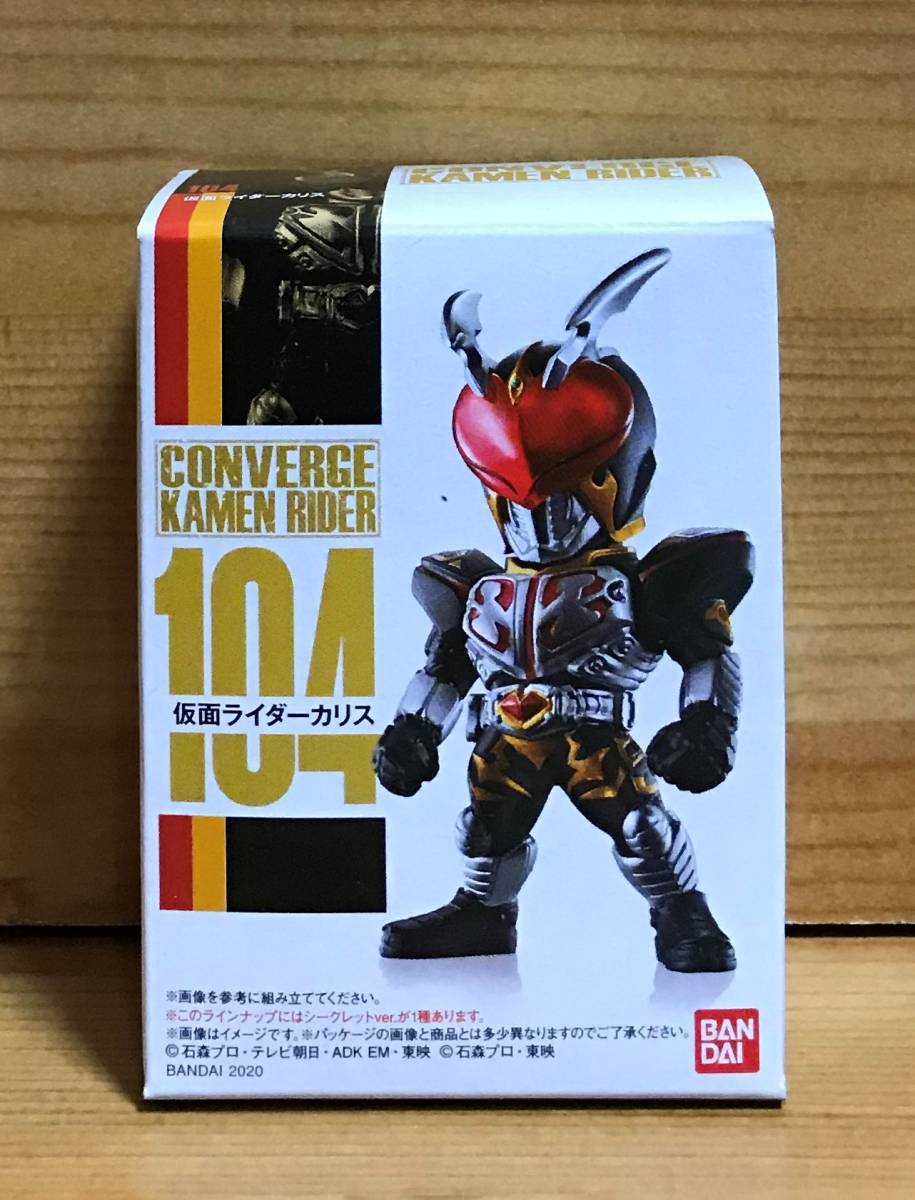 104
仮面ライダーカリス
CONVERGE
KAMEN RIDER
CONVERGE
KAMEN RIDER
104
仮面ライダーカリス
※画像を参考に組み立ててください。
※このラインナップにはシークレットver.が1種あります。
※画像はイメージです。※パッケージの画像と商品とは多少異なりますのでご了承ください。
©石森プロ・テレビ朝日・ADK EM・東映 ©石森プロ・東映
BANDAI 2020
BAN
DAI